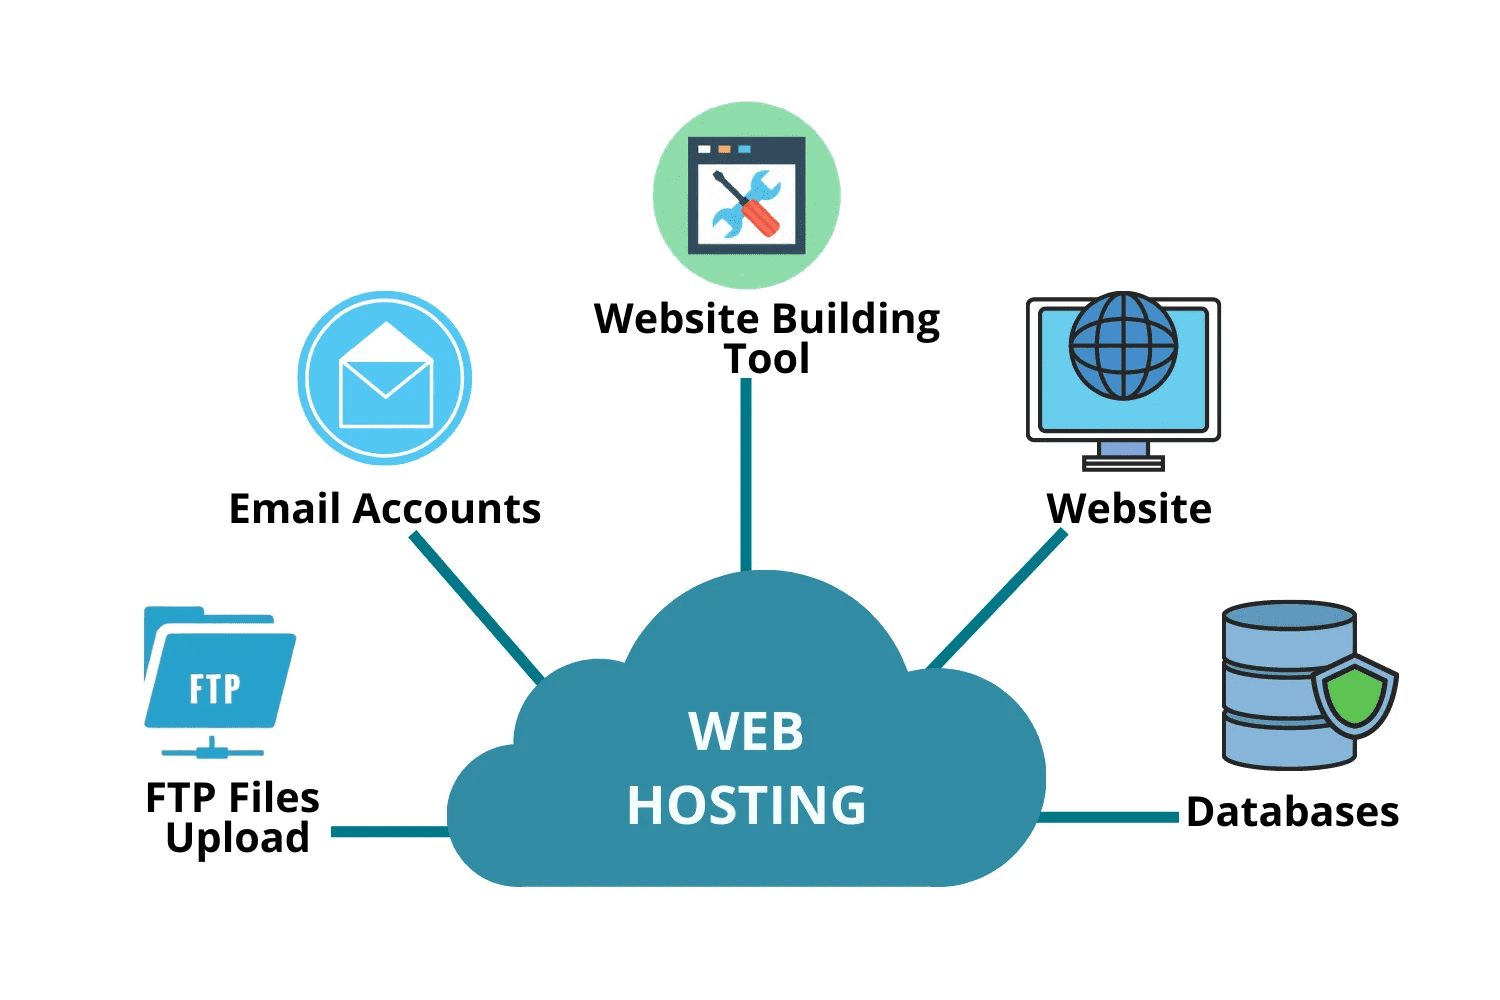 Website Building
Tool
Email Accounts
Website
FTP
FTP Files
Upload
WEB
HOSTING
Databases